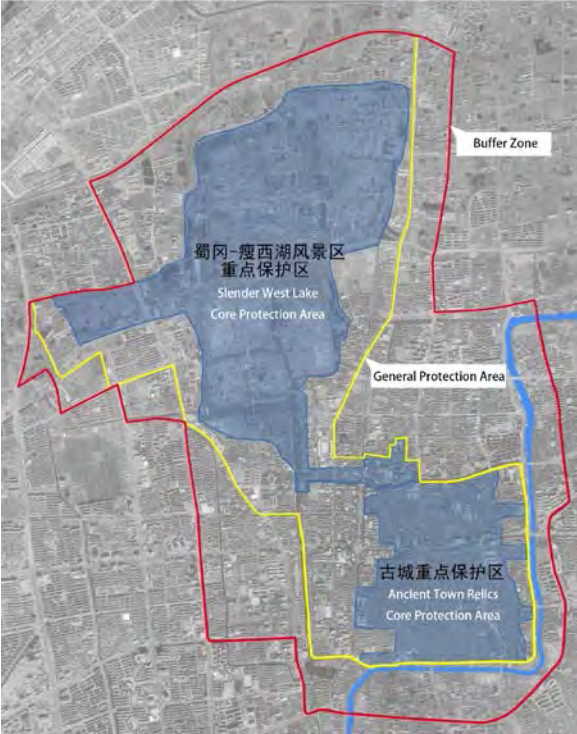 Buffer Zone
蜀冈-瘦西湖风景区
重点保护区
Slender West Lake
Core Protection Area
General Protection Area
古城重点保护区
Ancient Town Relics
Core Protection Area